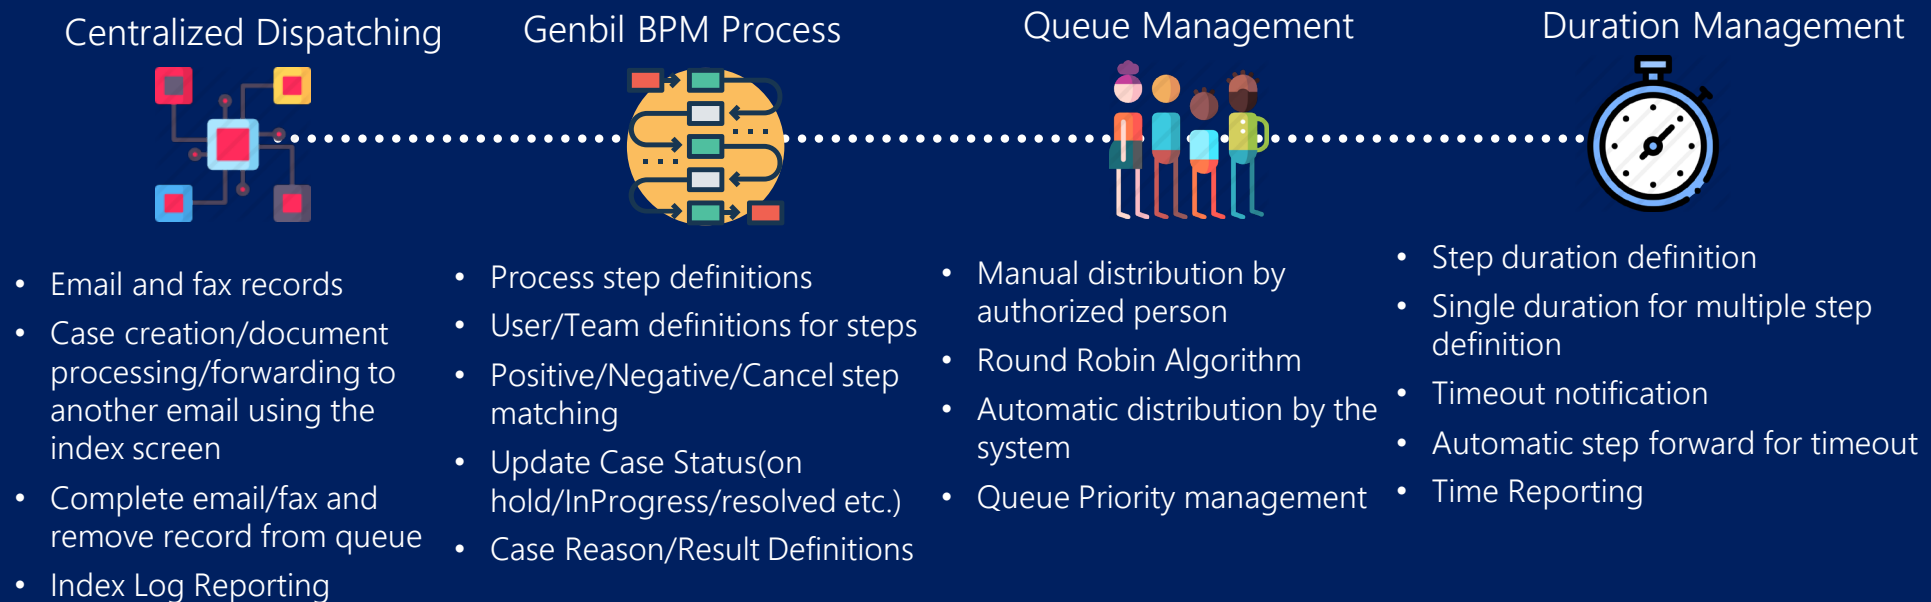 Centralized Dispatching
• Email and fax records
• Case creation/document
processing/forwarding to
another email using the
index screen
• Complete email/fax and
remove record from queue
• Index Log Reporting
Genbil BPM Process
• Process step definitions
• User/Team definitions for steps
• Positive/Negative/Cancel step
matching
• Update Case Status(on
hold/InProgress/resolved etc.)
• Case Reason/Result Definitions
Queue Management
• Manual distribution by
authorized person
• Round Robin Algorithm
• Automatic distribution by the
system
• Queue Priority management
Duration Management
• Step duration definition
• Single duration for multiple step
definition
• Timeout notification
• Automatic step forward for timeout
• Time Reporting